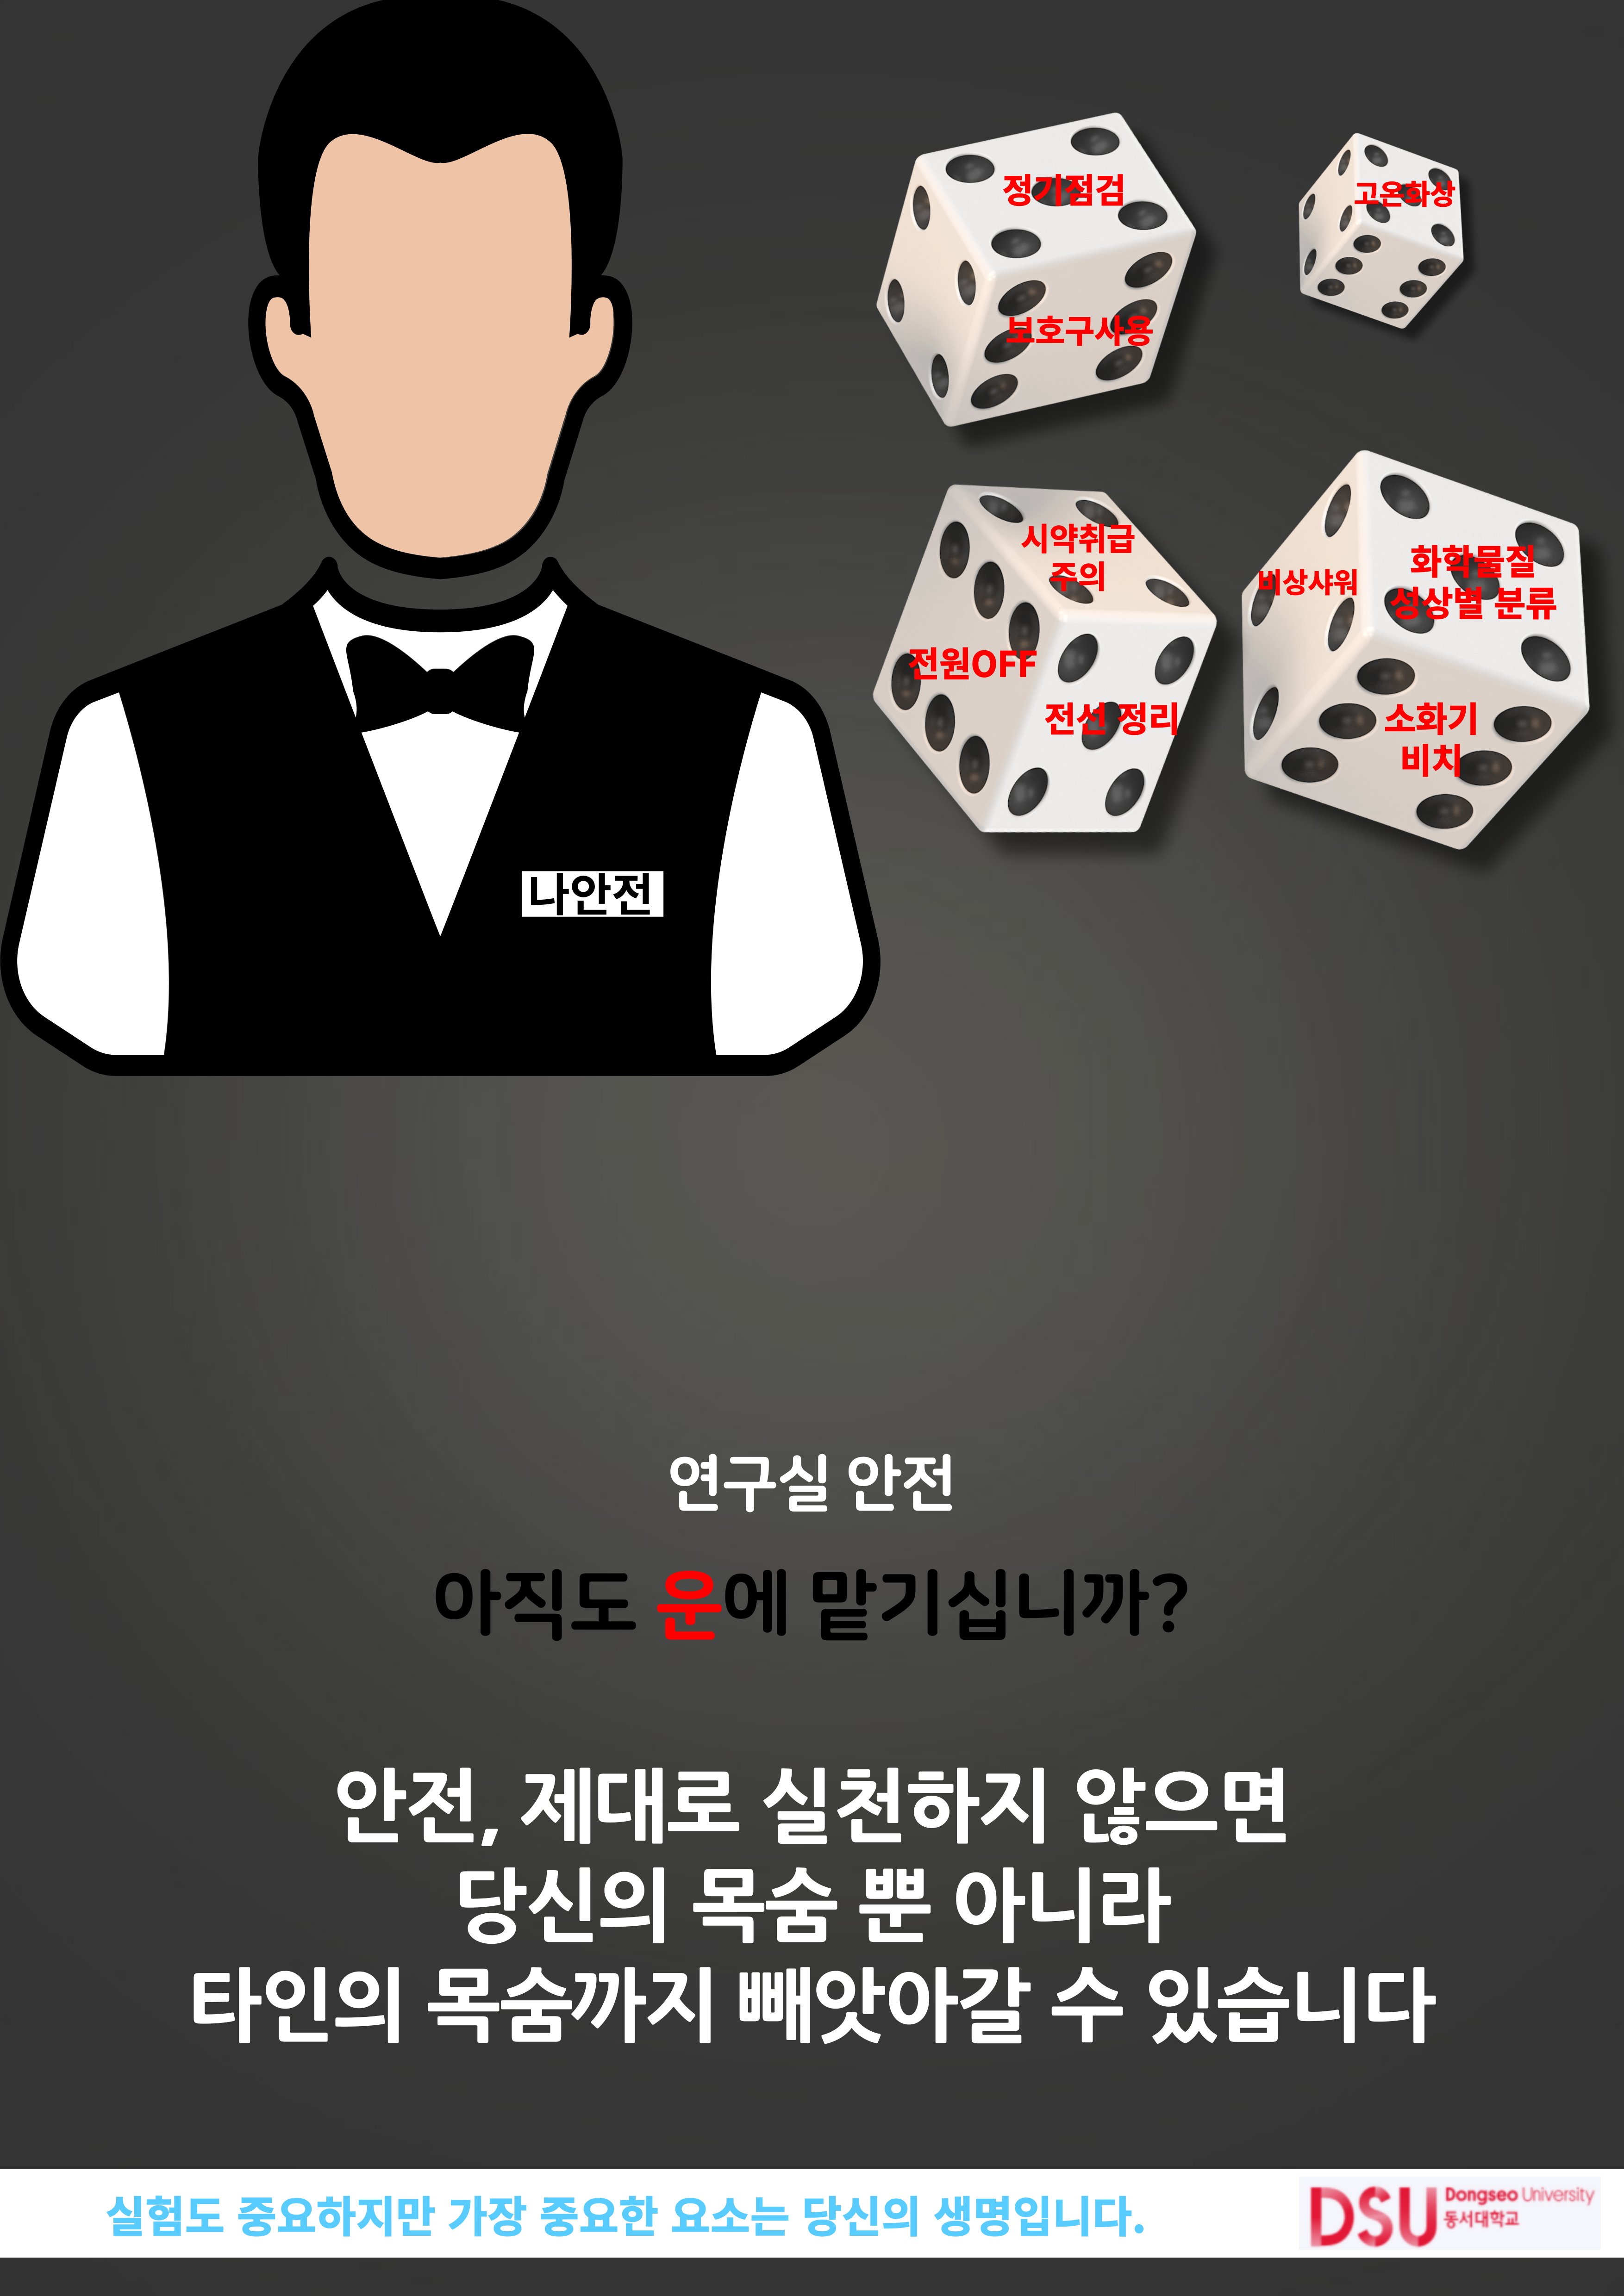 정기점검
보호구사용
고온화상
시약취급
주의
전원OFF
전선 정리
비상샤워
화학물질
성상별 분류
소화기
비치
나안전
연구실 안전
아직도 운에 맡기십니까?
안전, 제대로 실천하지 않으면
당신의 목숨 뿐 아니라
타인의 목숨까지 빼앗아갈 수 있습니다
실험도 중요하지만 가장 중요한 요소는 당신의 생명입니다.
DSU Dongseo University
동서대학교